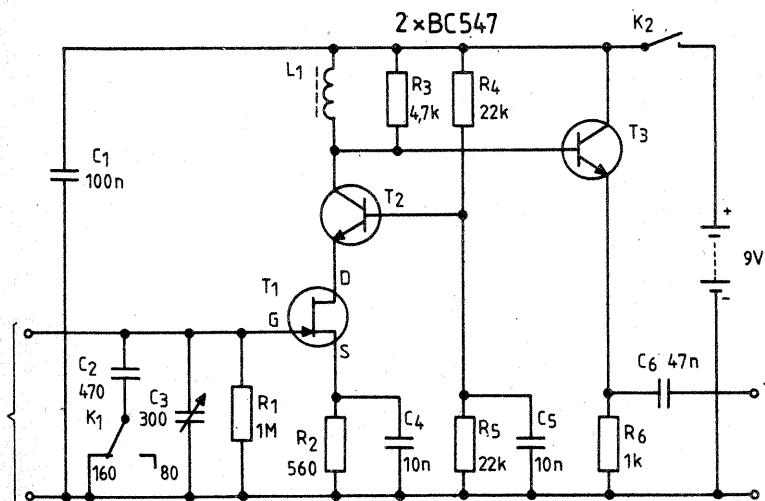 2×BC547
K2
L1
R3
4,7k
R4
22k
T3
C1
100n
T2
+
9V
-
T1
D
G
S
C2
470
K1
C3
300
R1
1M
R2
560
C4
10n
R5
22k
C5
10n
C6 47n
R6
1k
160
80